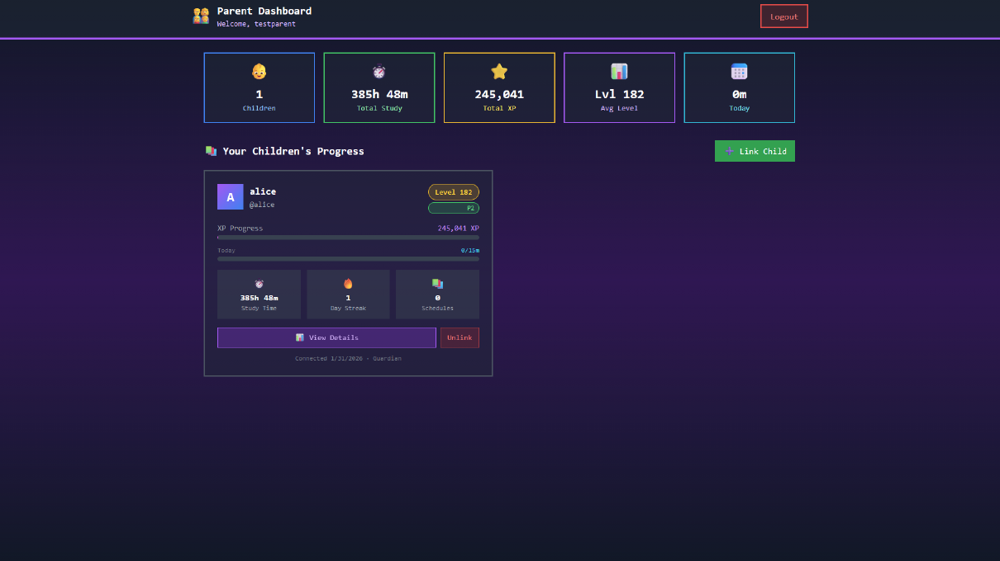 Parent Dashboard
Welcome, testparent
Logout
1
Children
385h 48m
Total Study
245,041
Total XP
Lvl 182
Avg Level
0m
Today
Your Children's Progress
➕ Link Child
A
alice
@alice
Level 182
P2
XP Progress
245,041 XP
Today
0/15m
385h 48m
Study Time
1
Day Streak
0
Schedules
View Details
Unlink
Connected 1/31/2026 · Guardian